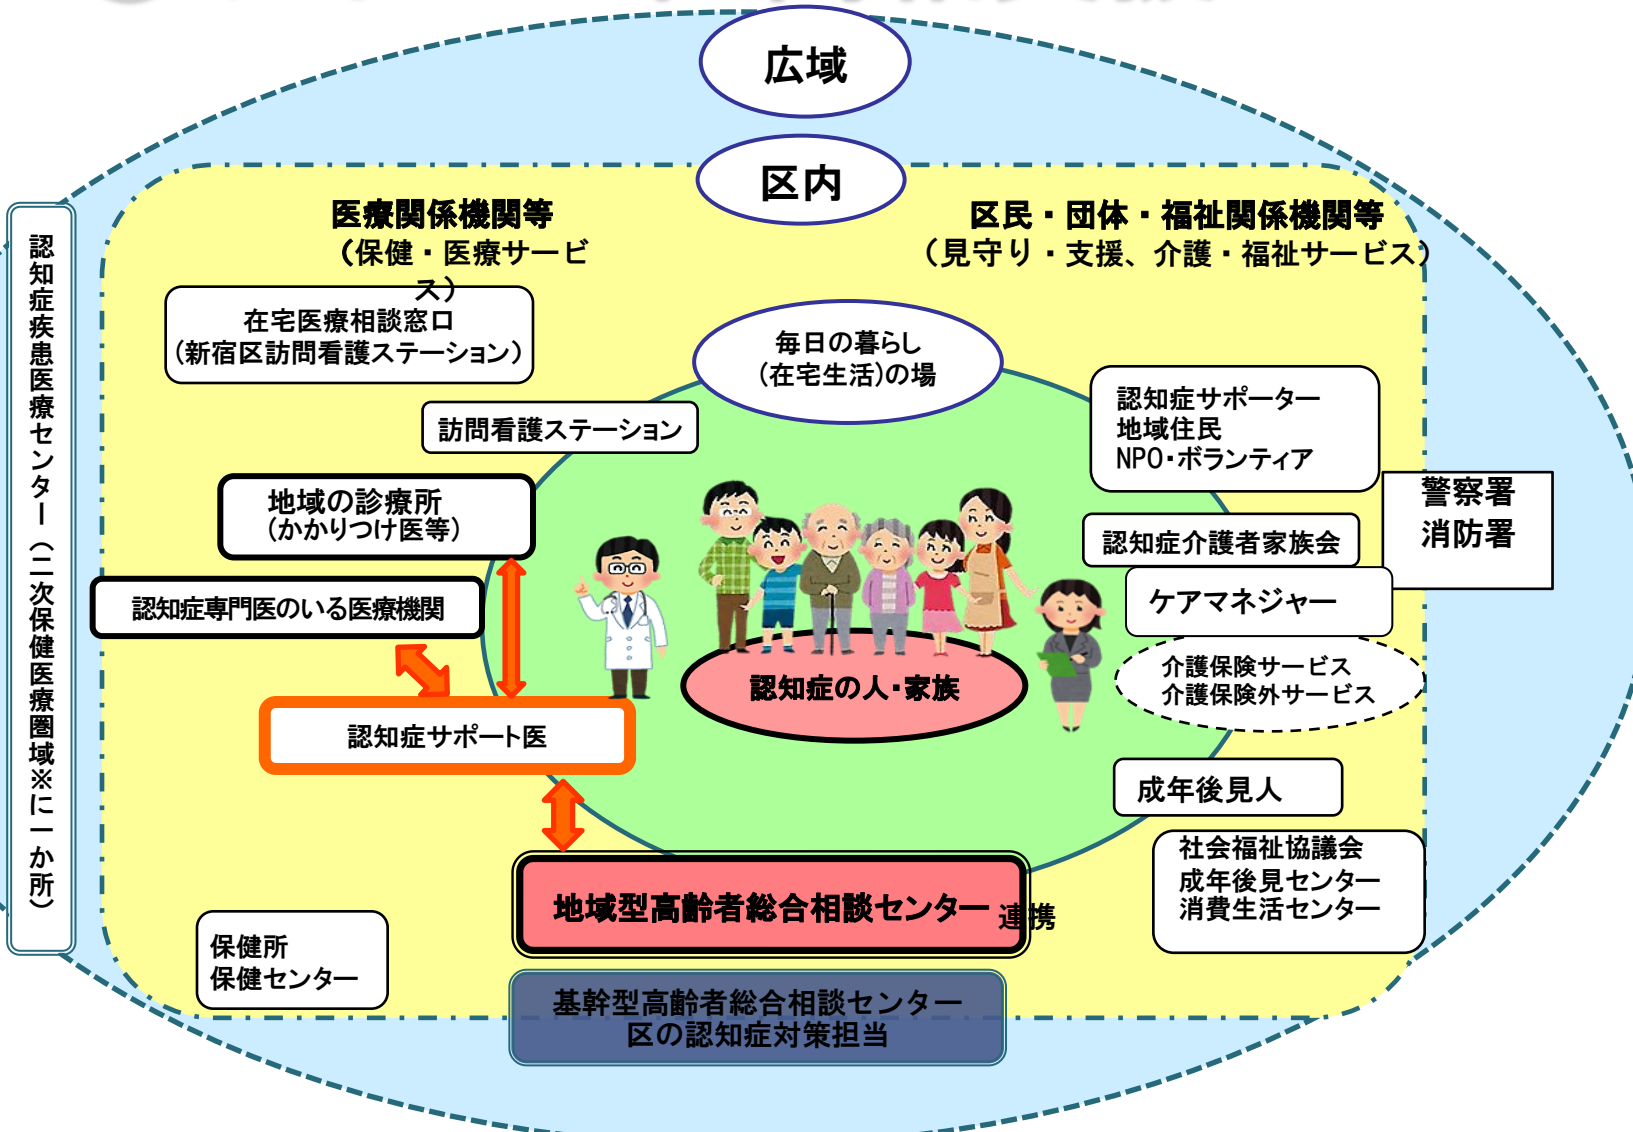 広域
区内
医療関係機関等
（保健・医療サービ
ス）
区民・団体・福祉関係機関等
（見守り・支援、介護・福祉サービス）
認知症疾患医療センター（二次保健医療圏域※に一か所）
在宅医療相談窓口
(新宿区訪問看護ステーション)
毎日の暮らし
(在宅生活)の場
訪問看護ステーション
認知症サポーター
地域住民
NPO・ボランティア
地域の診療所
(かかりつけ医等)
警察署
消防署
認知症介護者家族会
認知症専門医のいる医療機関
ケアマネジャー
介護保険サービス
介護保険外サービス
認知症の人・家族
認知症サポート医
成年後見人
社会福祉協議会
成年後見センター
消費生活センター
地域型高齢者総合相談センター
連携
保健所
保健センター
基幹型高齢者総合相談センター
区の認知症対策担当